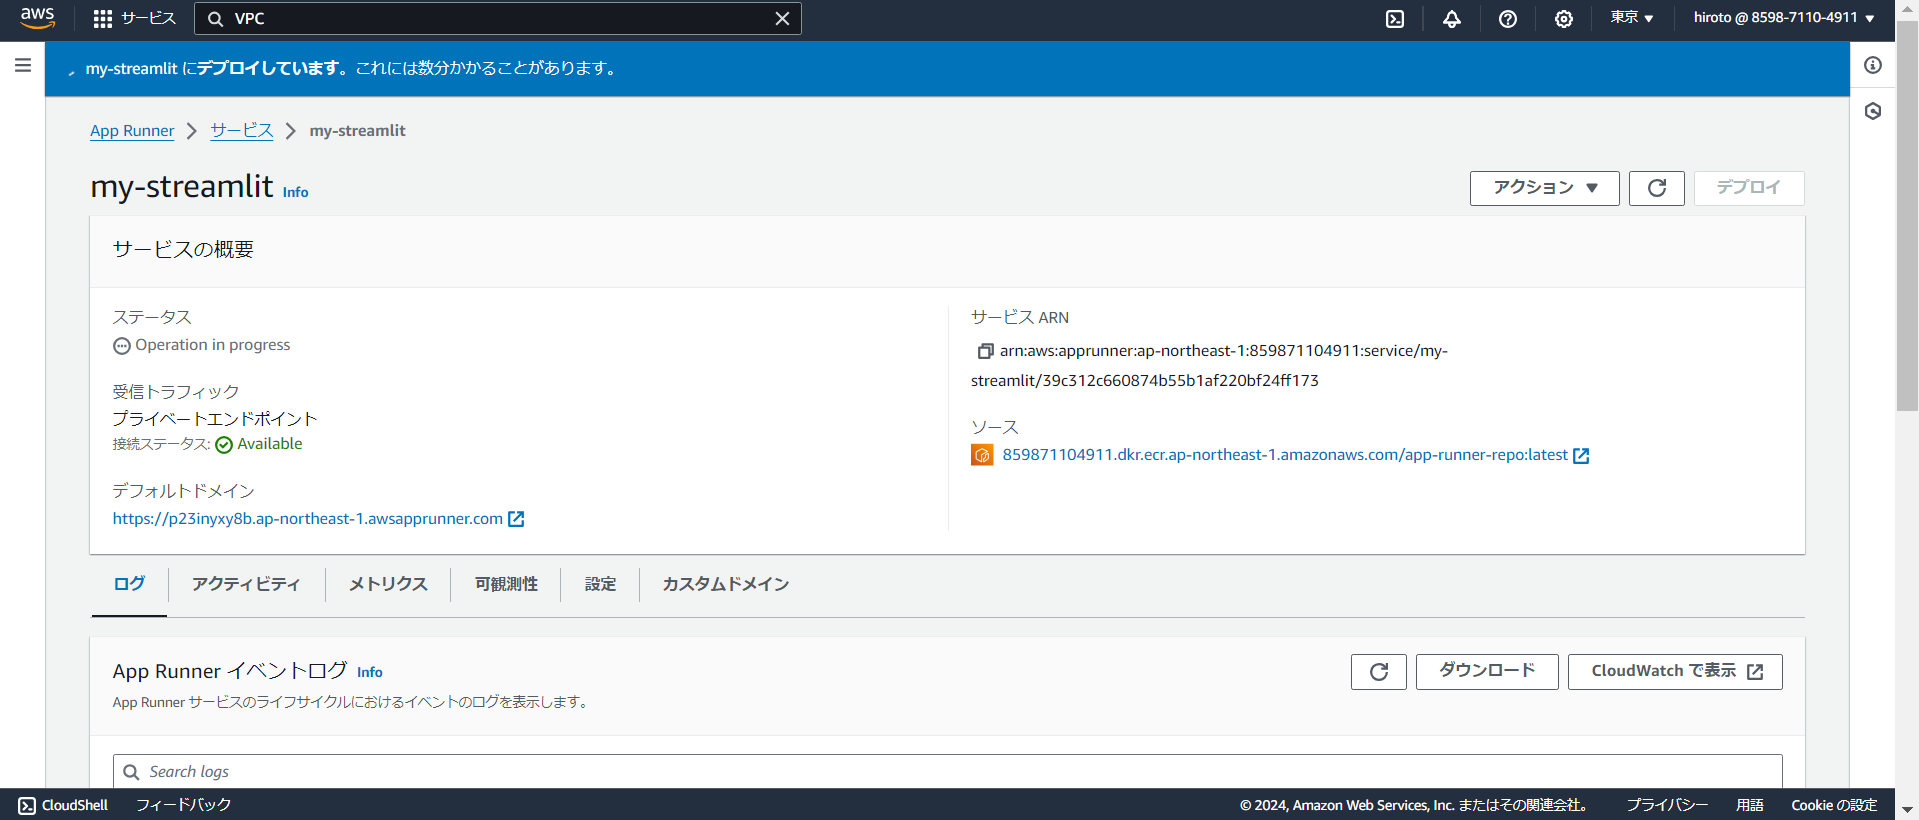 aws サービス VPC 東京 ▼ hiroto @ 8598-7110-4911 ▼
my-streamlit にデプロイしています。これには数分かかることがあります。
App Runner > サービス > my-streamlit
my-streamlit Info アクション ▼ デプロイ
サービスの概要
ステータス
Operation in progress
受信トラフィック
プライベートエンドポイント
接続ステータス: Available
デフォルトドメイン
https://p23inyxy8b.ap-northeast-1.awsapprunner.com
サービス ARN
arn:aws:apprunner:ap-northeast-1:859871104911:service/my-
streamlit/39c312c660874b55b1af220bf24ff173
ソース
859871104911.dkr.ecr.ap-northeast-1.amazonaws.com/app-runner-repo:latest
ログ アクティビティ メトリクス 可観測性 設定 カスタムドメイン
App Runner イベントログ Info ダウンロード CloudWatch で表示
App Runner サービスのライフサイクルにおけるイベントのログを表示します。
Search logs
CloudShell フィードバック © 2024, Amazon Web Services, Inc. またはその関連会社。 プライバシー 用語 Cookie の設定